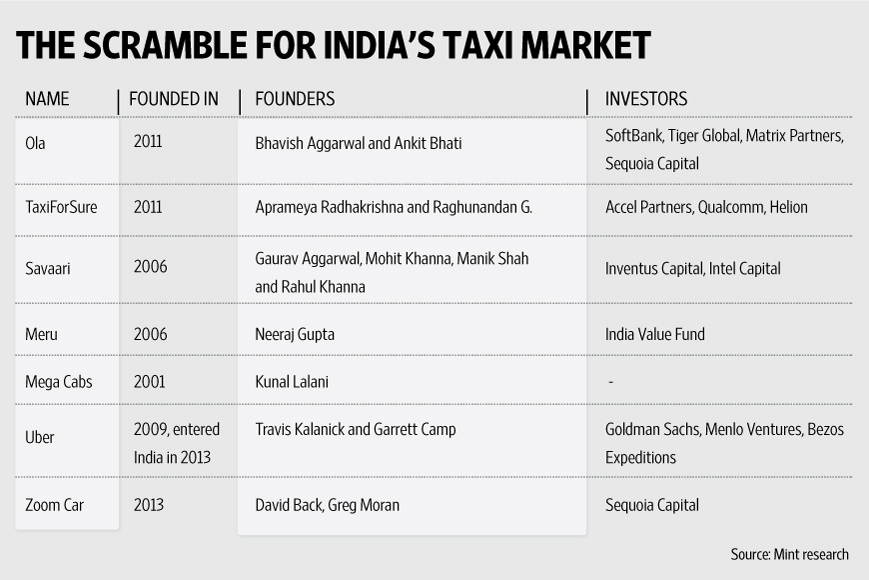 THE SCRAMBLE FOR INDIA'S TAXI MARKET
NAME FOUNDED IN FOUNDERS INVESTORS
Ola 2011 Bhavish Aggarwal and Ankit Bhati SoftBank, Tiger Global, Matrix Partners,
Sequoia Capital
TaxiForSure 2011 Aprameya Radhakrishna and Raghunandan G. Accel Partners, Qualcomm, Helion
Savaari 2006 Gaurav Aggarwal, Mohit Khanna, Manik Shah
and Rahul Khanna Inventus Capital, Intel Capital
Meru 2006 Neeraj Gupta India Value Fund
Mega Cabs 2001 Kunal Lalani -
Uber 2009, entered
India in 2013 Travis Kalanick and Garrett Camp Goldman Sachs, Menlo Ventures, Bezos
Expeditions
Zoom Car 2013 David Back, Greg Moran Sequoia Capital
Source: Mint research